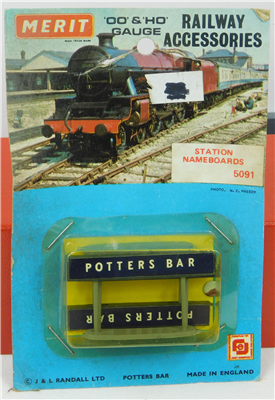 MERIT
'OO' & 'HO' GAUGE
RAILWAY
ACCESSORIES
STATION
NAMEBOARDS
5091
POTTERS BAR
POTTERS BAR
© J & L RANDALL LTD POTTERS BAR MADE IN ENGLAND